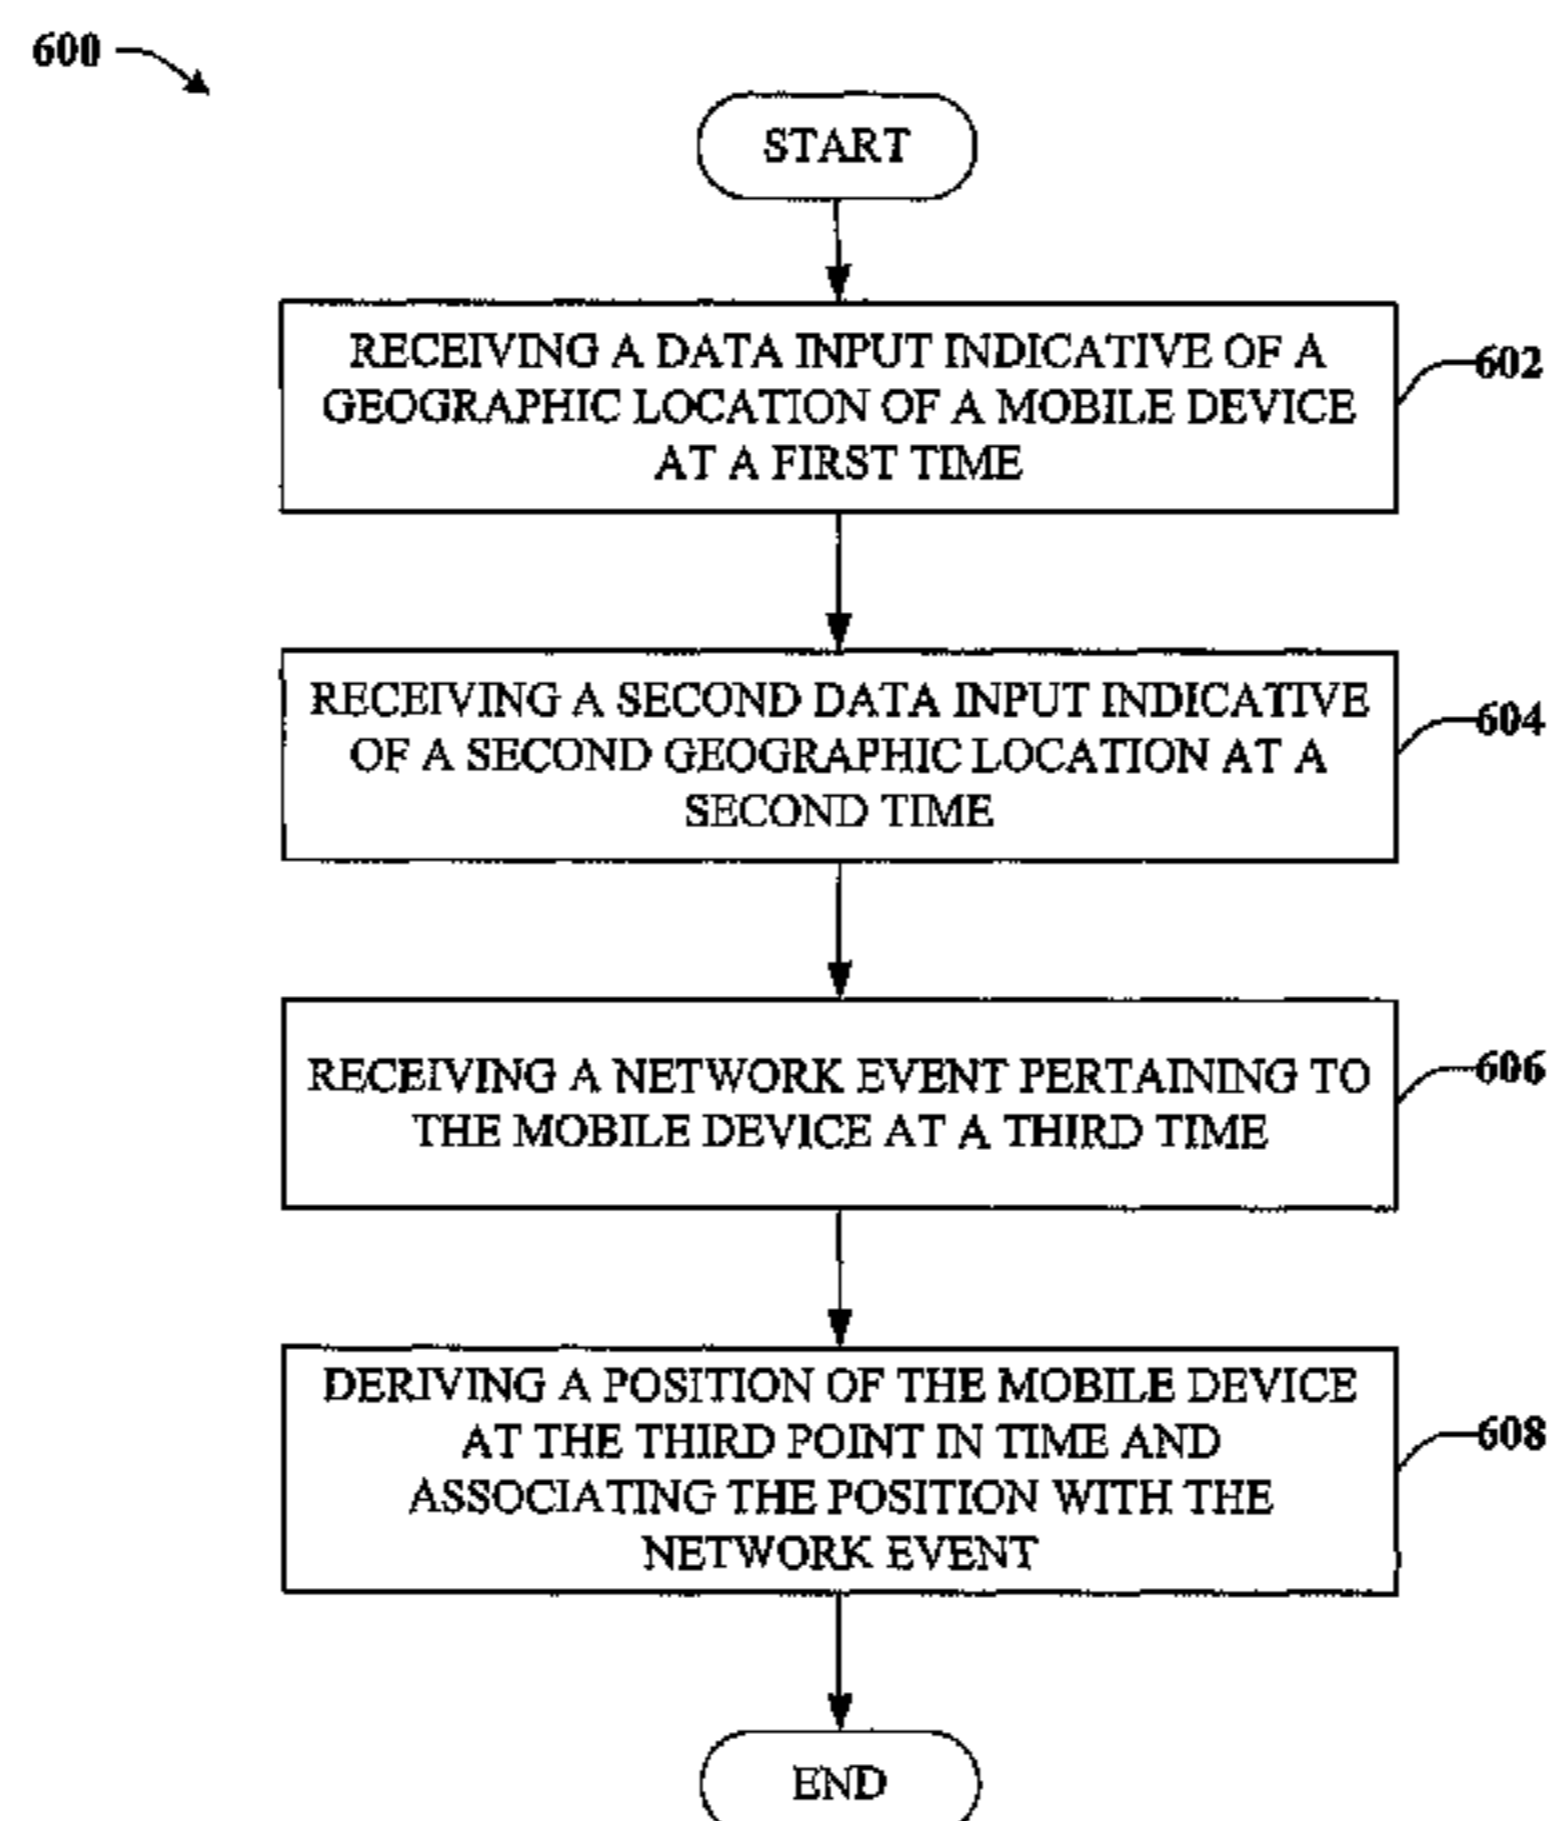 600
START
RECEIVING A DATA INPUT INDICATIVE OF A
GEOGRAPHIC LOCATION OF A MOBILE DEVICE
AT A FIRST TIME
602
RECEIVING A SECOND DATA INPUT INDICATIVE
OF A SECOND GEOGRAPHIC LOCATION AT A
SECOND TIME
604
RECEIVING A NETWORK EVENT PERTAINING TO
THE MOBILE DEVICE AT A THIRD TIME
606
DERIVING A POSITION OF THE MOBILE DEVICE
AT THE THIRD POINT IN TIME AND
ASSOCIATING THE POSITION WITH THE
NETWORK EVENT
608
END